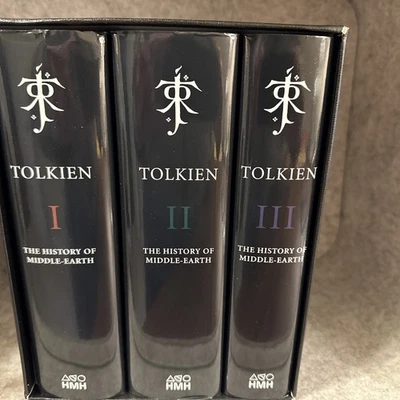 TOLKIEN
I
THE HISTORY OF
MIDDLE-EARTH
HMH
TOLKIEN
II
THE HISTORY OF
MIDDLE-EARTH
HMH
TOLKIEN
III
THE HISTORY OF
MIDDLE-EARTH
HMH